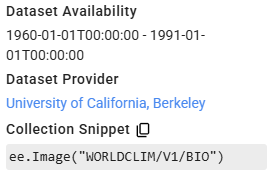 Dataset Availability
1960-01-01T00:00:00 - 1991-01-
01T00:00:00
Dataset Provider
University of California, Berkeley
Collection Snippet
ee.Image("WORLDCLIM/V1/BIO")